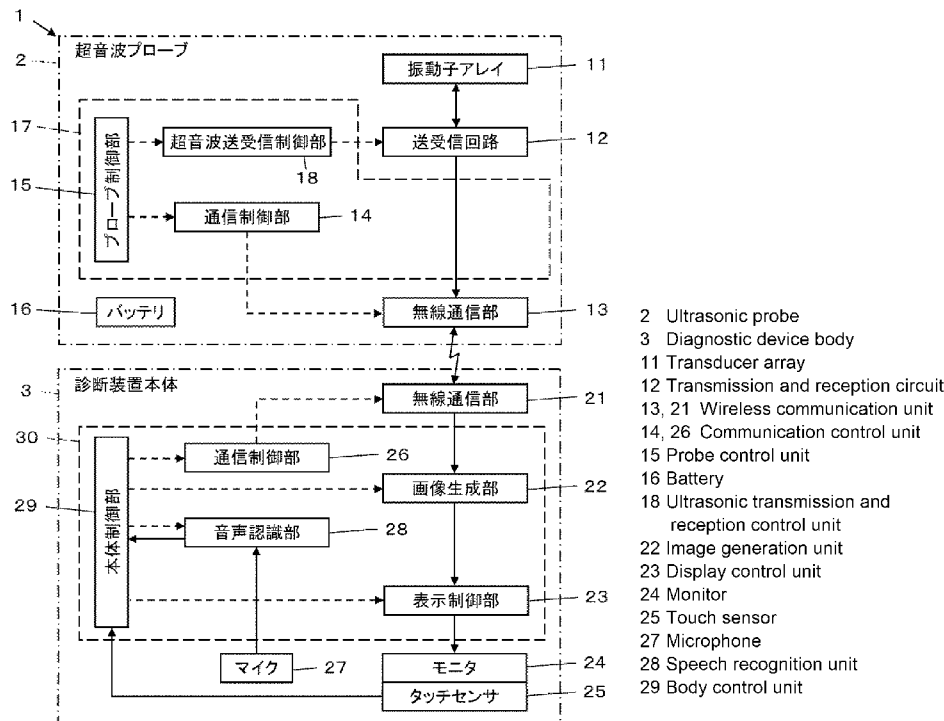 1
2
超音波プローブ
振動子アレイ
11
17
プローブ制御部
15
超音波送受信制御部
18
送受信回路
12
通信制御部
14
16
バッテリ
無線通信部
13
3
診断装置本体
無線通信部
21
30
本体制御部
29
通信制御部
26
画像生成部
22
音声認識部
28
表示制御部
23
マイク
27
モニタ
24
タッチセンサ
25
2 Ultrasonic probe
3 Diagnostic device body
11 Transducer array
12 Transmission and reception circuit
13, 21 Wireless communication unit
14, 26 Communication control unit
15 Probe control unit
16 Battery
18 Ultrasonic transmission and
reception control unit
22 Image generation unit
23 Display control unit
24 Monitor
25 Touch sensor
27 Microphone
28 Speech recognition unit
29 Body control unit